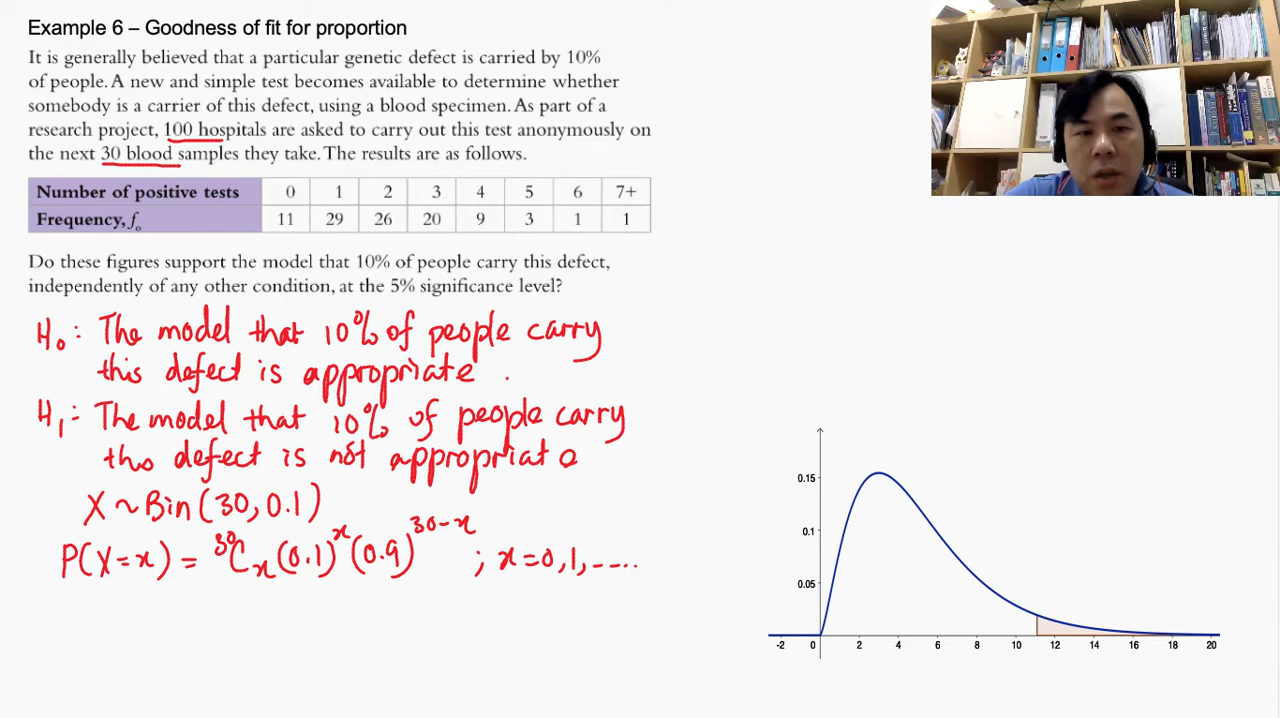 Example 6 – Goodness of fit for proportion
It is generally believed that a particular genetic defect is carried by 10%
of people. A new and simple test becomes available to determine whether
somebody is a carrier of this defect, using a blood specimen. As part of a
research project, 100 hospitals are asked to carry out this test anonymously on
the next 30 blood samples they take. The results are as follows.
Number of positive tests 0 1 2 3 4 5 6 7+
Frequency, fₒ 11 29 26 20 9 3 1 1
Do these figures support the model that 10% of people carry this defect,
independently of any other condition, at the 5% significance level?
H₀: The model that 10% of people carry
this defect is appropriate.
H₁: The model that 10% of people carry
this defect is not appropriate
X ~ Bin(30, 0.1)
P(X=x) = ³⁰Cₓ(0.1)ˣ(0.9)³⁰⁻ˣ ; x=0,1,.....
0.15
0.1
0.05
-2 0 2 4 6 8 10 12 14 16 18 20